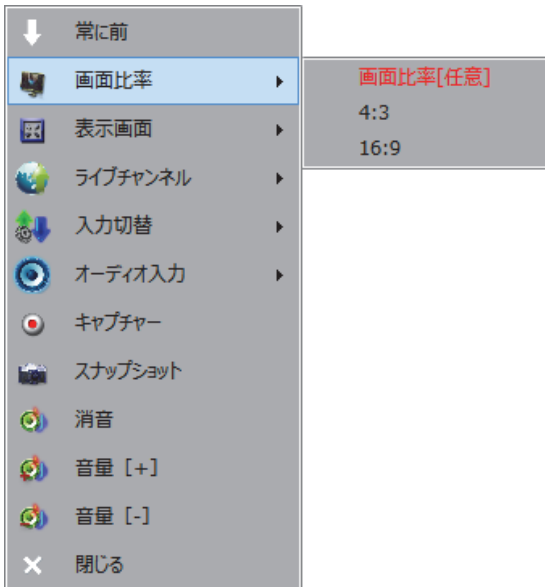 常に前
画面比率
表示画面
ライブチャンネル
入力切替
オーディオ入力
キャプチャー
スナップショット
消音
音量 [+]
音量 [-]
閉じる
画面比率[任意]
4:3
16:9